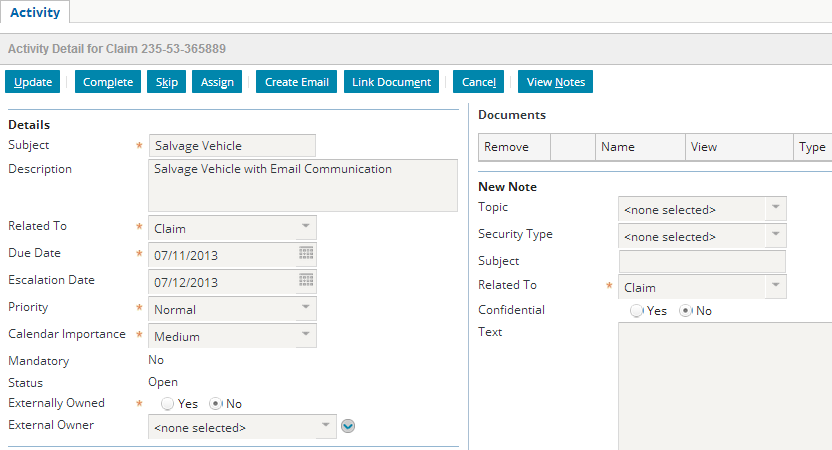 Activity
Activity Detail for Claim 235-53-365889
Update Complete Skip Assign Create Email Link Document Cancel View Notes
Details
Subject * Salvage Vehicle
Description Salvage Vehicle with Email Communication
Related To * Claim
Due Date * 07/11/2013
Escalation Date 07/12/2013
Priority * Normal
Calendar Importance * Medium
Mandatory No
Status Open
Externally Owned * Yes No
External Owner <none selected>
Documents
Remove Name View Type
New Note
Topic <none selected>
Security Type <none selected>
Subject
Related To * Claim
Confidential Yes No
Text